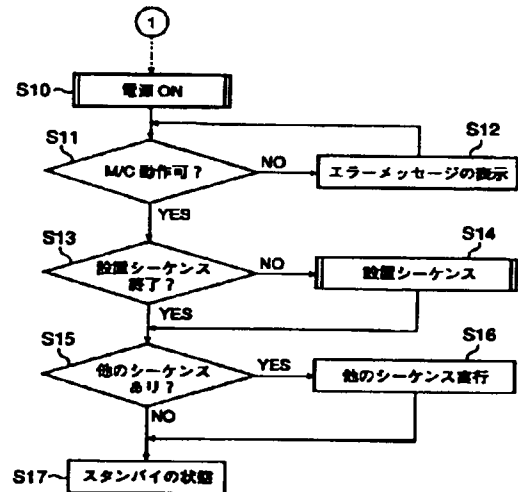 1
S10
電源 ON
S11
M/C 動作可?
NO
S12
エラーメッセージの表示
YES
S13
設置シーケンス
終了?
NO
S14
設置シーケンス
YES
S15
他のシーケンス
あり?
YES
S16
他のシーケンス実行
NO
S17
スタンバイの状態